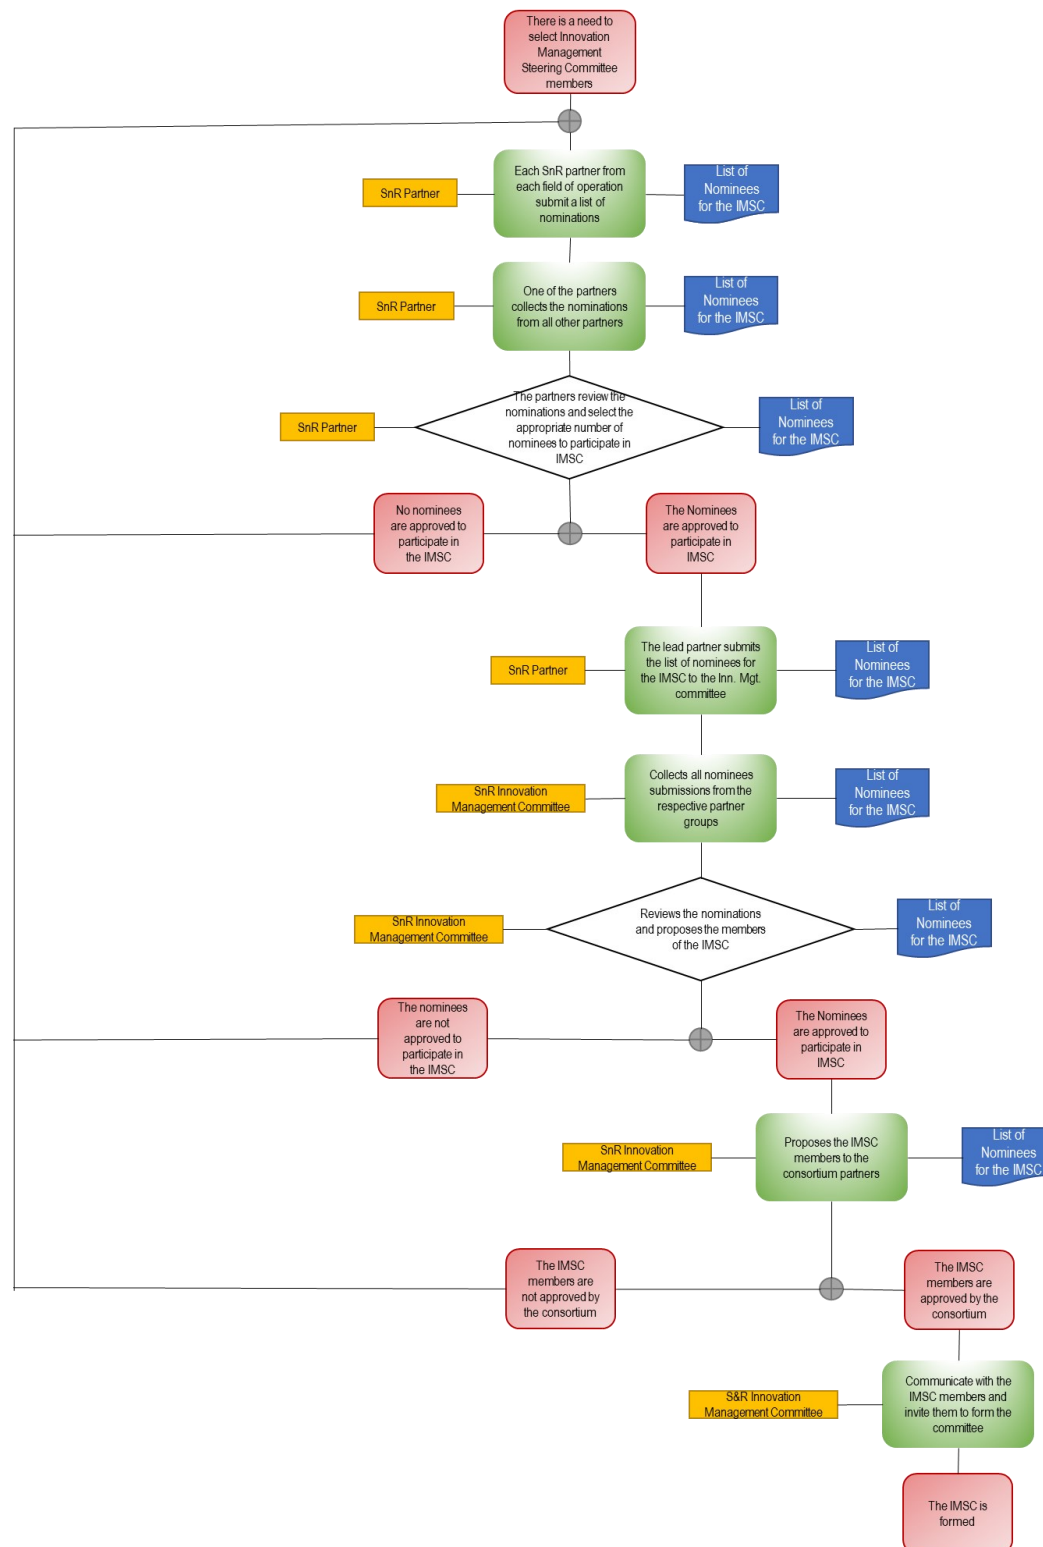 There is a need to
select Innovation
Management
Steering Committee
members
SnR Partner
Each SnR partner from
each field of operation
submit a list of
nominations
List of
Nominees
for the IMSC
SnR Partner
One of the partners
collects the nominations
from all other partners
List of
Nominees
for the IMSC
SnR Partner
The partners review the
nominations and select the
appropriate number of
nominees to participate in
IMSC
List of
Nominees
for the IMSC
No nominees
are approved to
participate in
the IMSC
The Nominees
are approved to
participate in
IMSC
SnR Partner
The lead partner submits
the list of nominees for
the IMSC to the Inn. Mgt.
committee
List of
Nominees
for the IMSC
SnR Innovation
Management Committee
Collects all nominees
submissions from the
respective partner
groups
List of
Nominees
for the IMSC
SnR Innovation
Management Committee
Reviews the nominations
and proposes the members
of the IMSC
List of
Nominees
for the IMSC
The nominees
are not
approved to
participate in
the IMSC
The Nominees
are approved to
participate in
IMSC
SnR Innovation
Management Committee
Proposes the IMSC
members to the
consortium partners
List of
Nominees
for the IMSC
The IMSC
members are
not approved by
the consortium
The IMSC
members are
approved by the
consortium
S&R Innovation
Management Committee
Communicate with the
IMSC members and
invite them to form the
committee
The IMSC is
formed